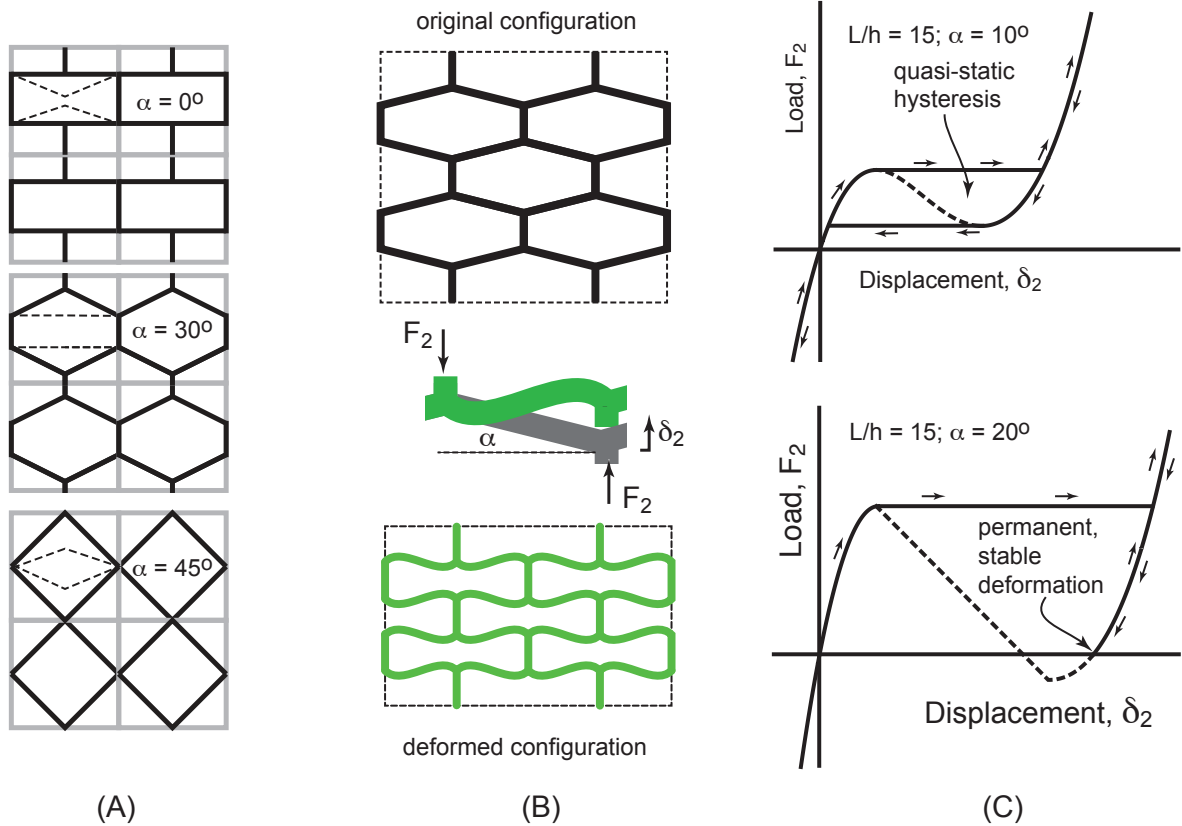 α = 0º
α = 30º
α = 45º
(A)
original configuration
F2
α
δ2
F2
deformed configuration
(B)
Load, F2
L/h = 15; α = 10º
quasi-static
hysteresis
Displacement, δ2
Load, F2
L/h = 15; α = 20º
permanent,
stable
deformation
Displacement, δ2
(C)